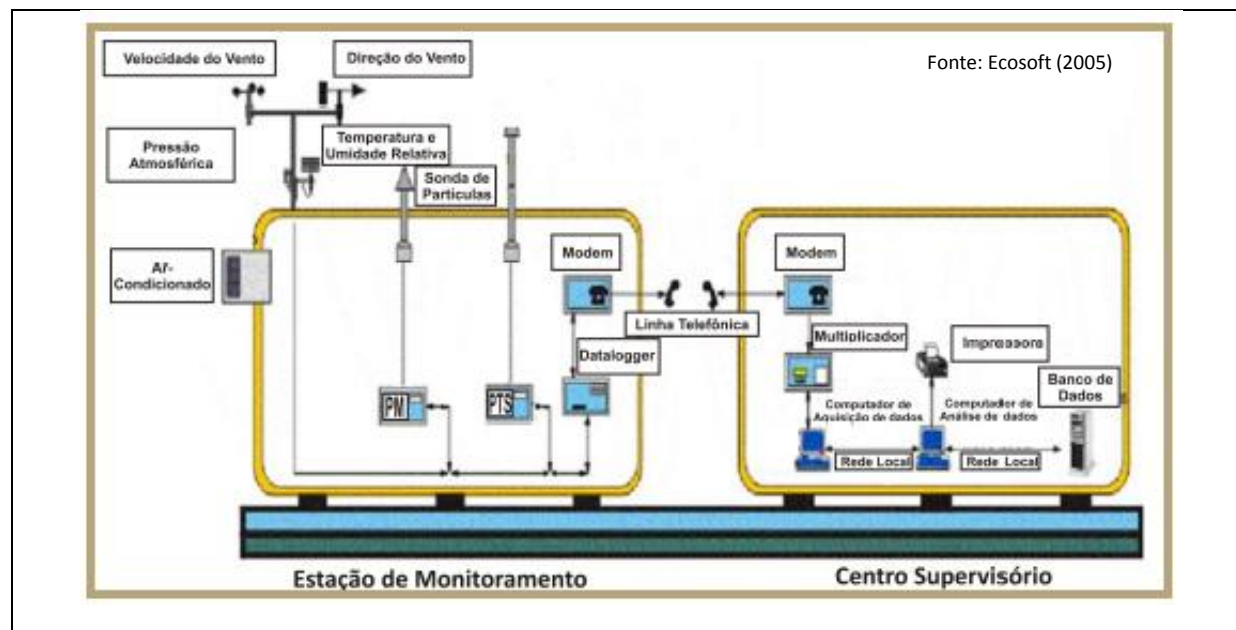 Velocidade do Vento
Direção do Vento
Fonte: Ecosoft (2005)
Pressão
Atmosférica
Temperatura e
Umidade Relativa
Sonda de
Partículas
Ar-
Condicionado
Modem
Modem
Linha Telefônica
Datalogger
Multiplicador
Impressora
Banco de
Dados
PM
PTS
Computador de
Aquisição de dados
Computador de
Análise de dados
Rede Local
Rede Local
Estação de Monitoramento
Centro Supervisório